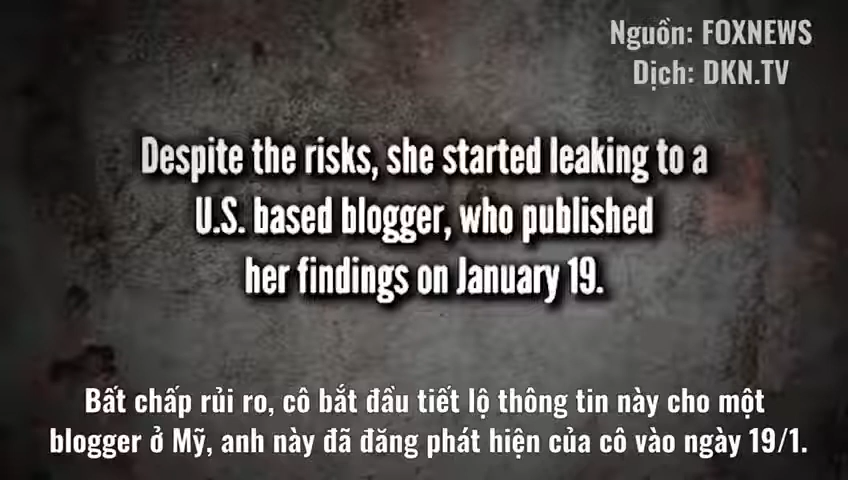 Nguồn: FOXNEWS
Dịch: DKN.TV
Despite the risks, she started leaking to a
U.S. based blogger, who published
her findings on January 19.
Bất chấp rủi ro, cô bắt đầu tiết lộ thông tin này cho một
blogger ở Mỹ, anh này đã đăng phát hiện của cô vào ngày 19/1.